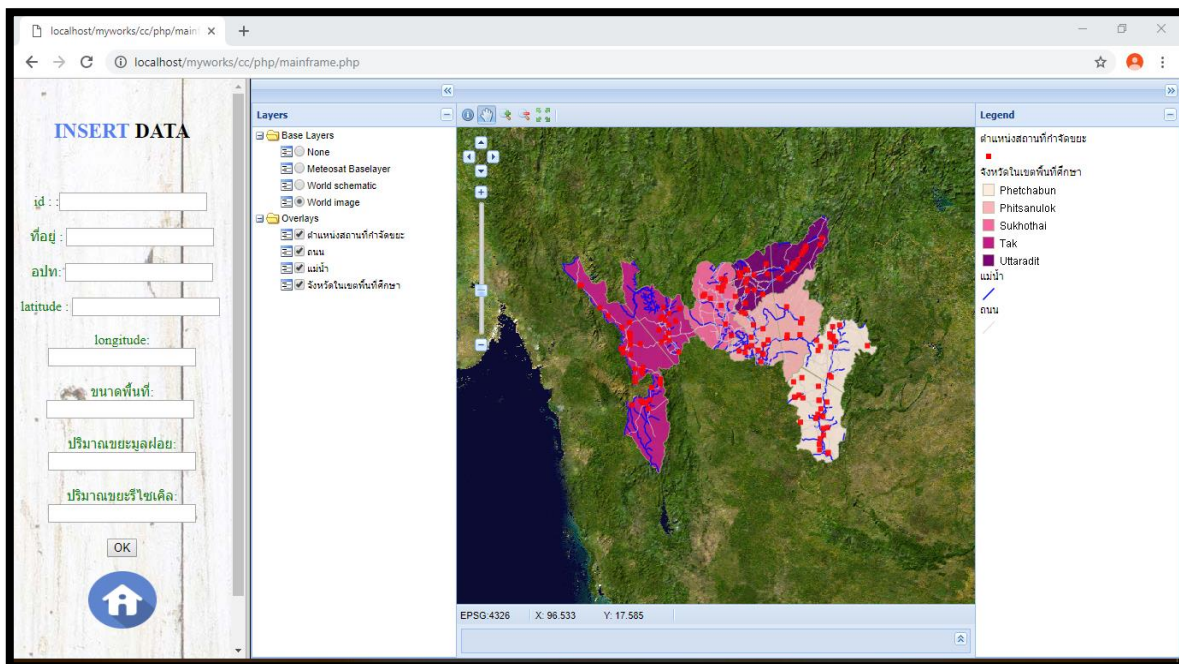 localhost/myworks/cc/php/main
localhost/myworks/cc/php/mainframe.php
INSERT DATA
id : :
ที่อยู่ :
อปท:
latitude :
longitude:
ขนาดพื้นที่:
ปริมาณขยะมูลฝอย:
ปริมาณขยะรีไซเคิล:
OK
Layers
Base Layers
None
Meteosat Baselayer
World schematic
World image
Overlays
ตำแหน่งสถานที่กำจัดขยะ
ถนน
แม่น้ำ
จังหวัดในเขตพื้นที่ศึกษา
EPSG:4326 X: 96.533 Y: 17.585
Legend
ตำแหน่งสถานที่กำจัดขยะ
จังหวัดในเขตพื้นที่ศึกษา
Phetchabun
Phitsanulok
Sukhothai
Tak
Uttaradit
แม่น้ำ
ถนน